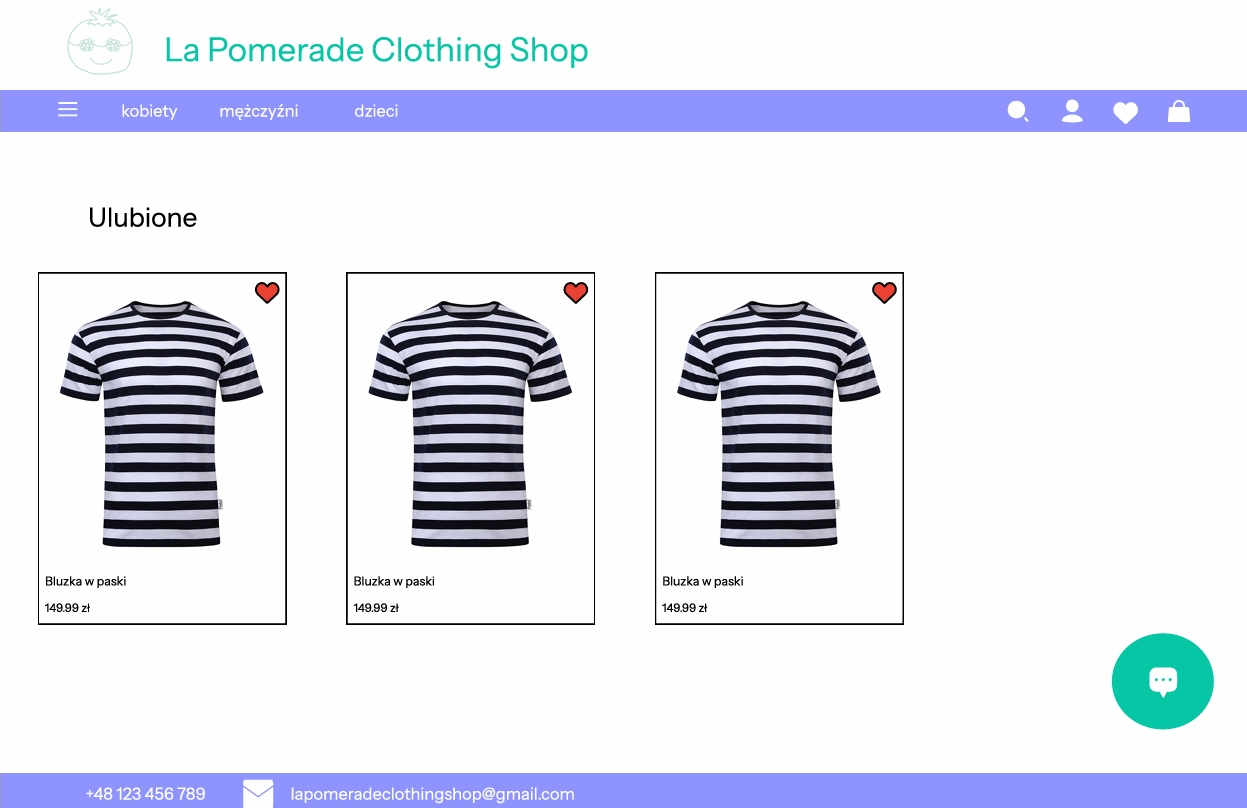 La Pomerade Clothing Shop
kobiety mężczyźni dzieci
Ulubione
Bluzka w paski
149.99 zł
Bluzka w paski
149.99 zł
Bluzka w paski
149.99 zł
+48 123 456 789 lapomeradeclothingshop@gmail.com